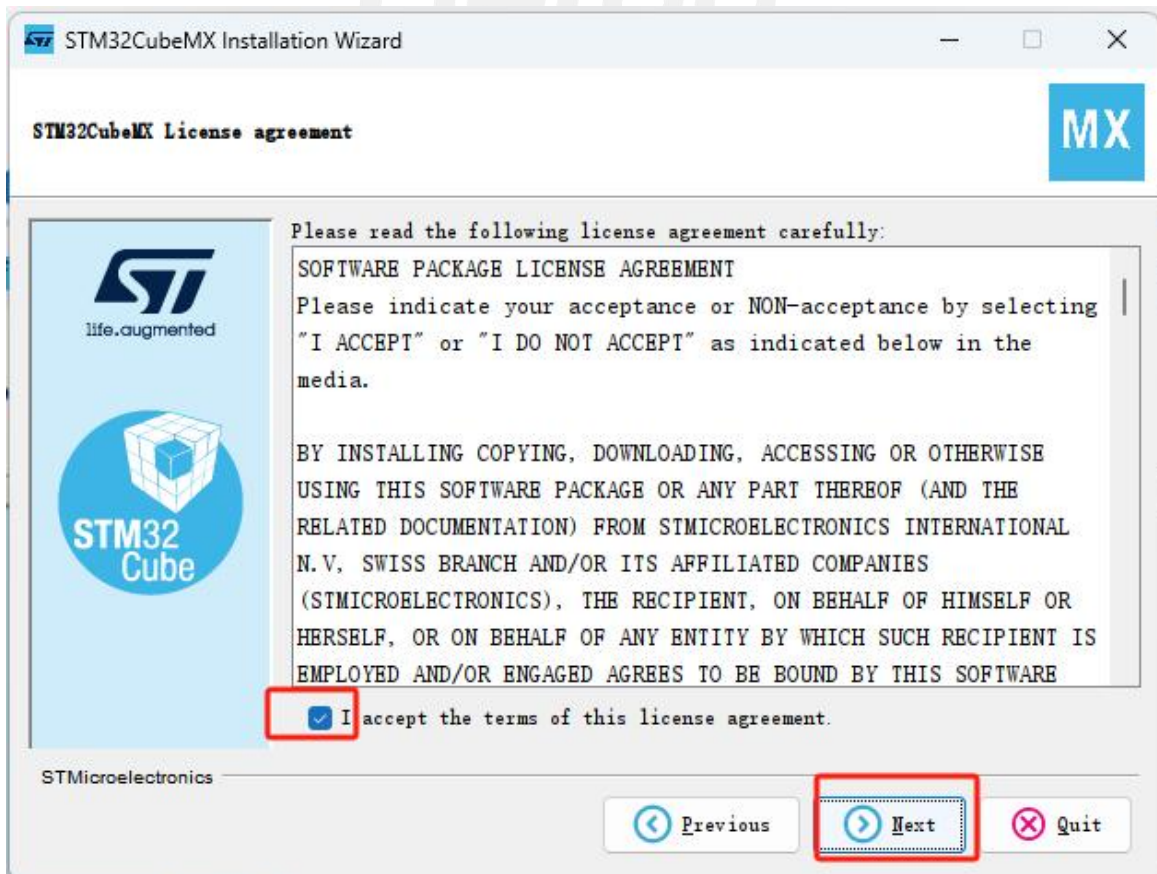 STM32CubeMX Installation Wizard
STM32CubeMX License agreement
MX
Please read the following license agreement carefully:
SOFTWARE PACKAGE LICENSE AGREEMENT
Please indicate your acceptance or NON-acceptance by selecting
"I ACCEPT" or "I DO NOT ACCEPT" as indicated below in the
media.
BY INSTALLING COPYING, DOWNLOADING, ACCESSING OR OTHERWISE
USING THIS SOFTWARE PACKAGE OR ANY PART THEREOF (AND THE
RELATED DOCUMENTATION) FROM STMICROELECTRONICS INTERNATIONAL
N.V, SWISS BRANCH AND/OR ITS AFFILIATED COMPANIES
(STMICROELECTRONICS), THE RECIPIENT, ON BEHALF OF HIMSELF OR
HERSELF, OR ON BEHALF OF ANY ENTITY BY WHICH SUCH RECIPIENT IS
EMPLOYED AND/OR ENGAGED AGREES TO BE BOUND BY THIS SOFTWARE
ST
life.augmented
STM32
Cube
I accept the terms of this license agreement.
STMicroelectronics
Previous
Next
Quit